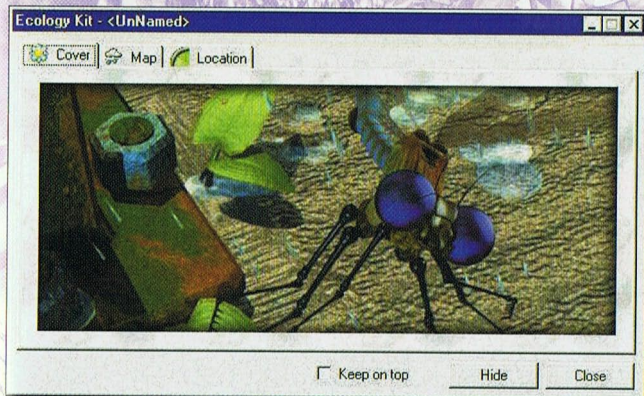 Ecology Kit - <UnNamed>
Cover Map Location
Keep on top Hide Close